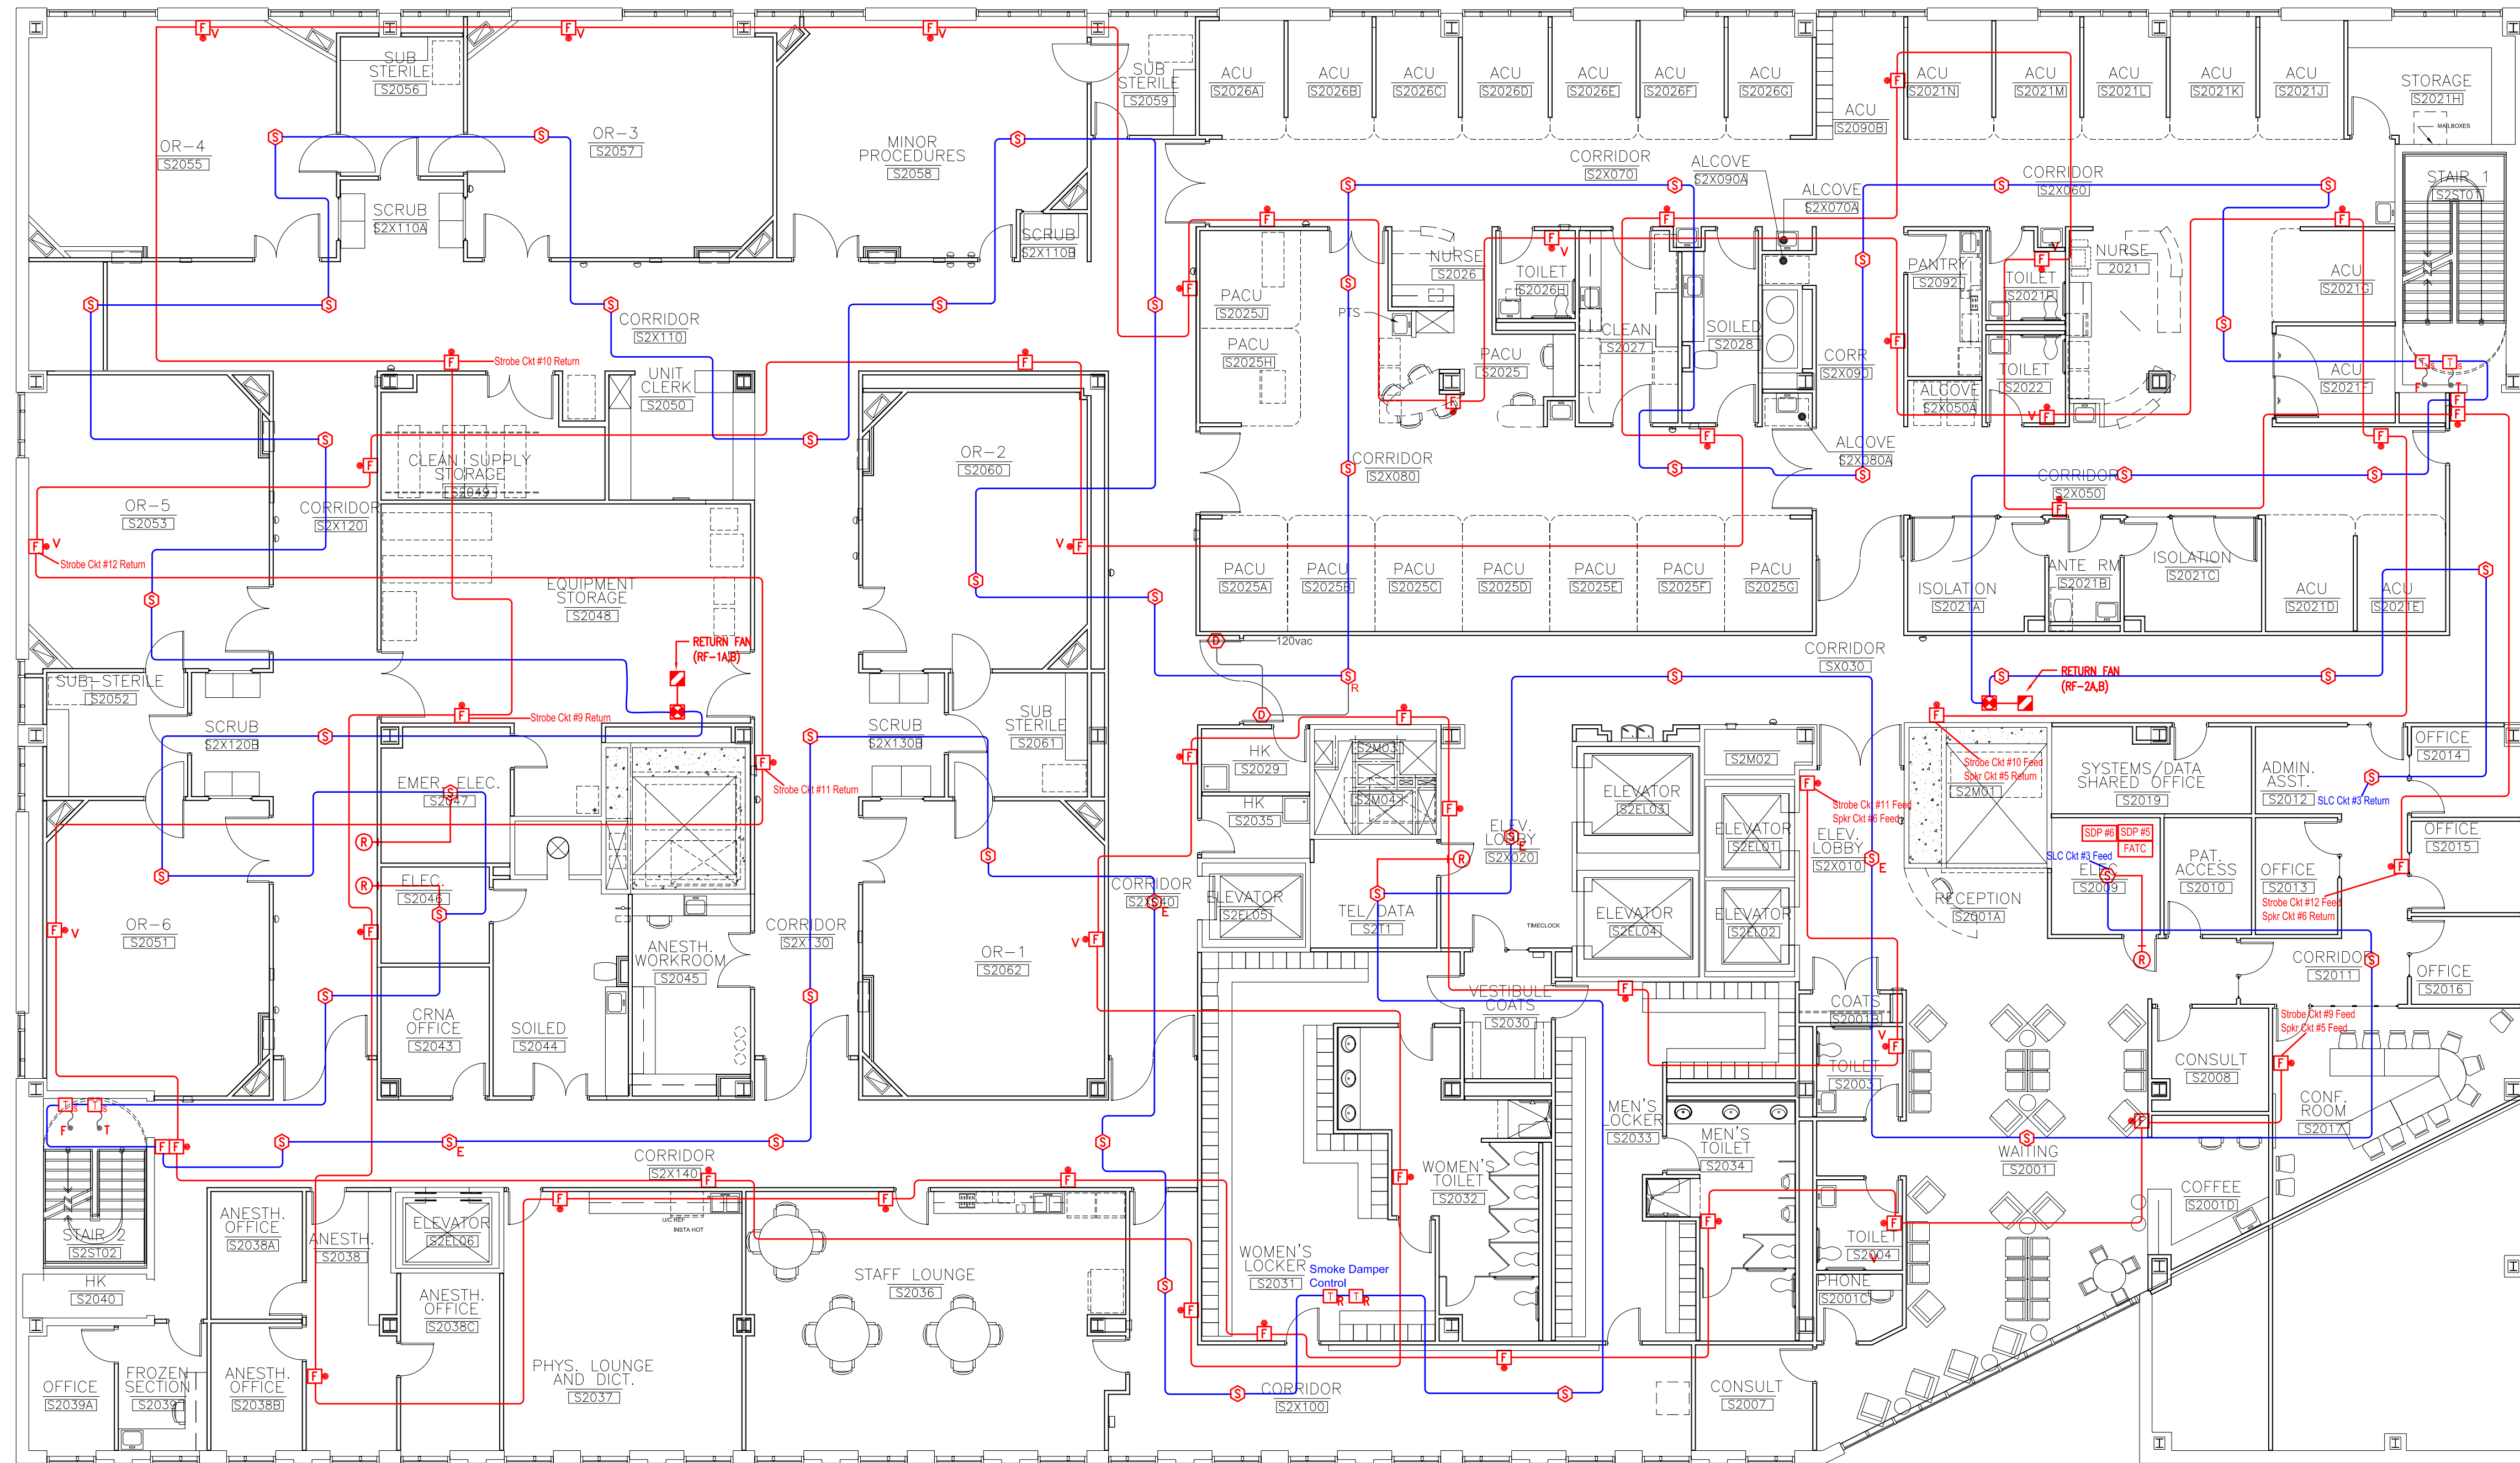 SUB
STERILE
S2056
OR-4
S2055
OR-3
S2057
SCRUB
S2X110A
MINOR
PROCEDURES
S2058
SUB
STERILE
S2059
SCRUB
S2X110B
CORRIDOR
S2X110
Strobe Ckt #10 Return
ACU
S2026A
ACU
S2026B
ACU
S2026C
ACU
S2026D
ACU
S2026E
ACU
S2026F
ACU
S2026G
ACU
S2090B
ACU
S2021N
ACU
S2021M
ACU
S2021L
ACU
S2021K
ACU
S2021J
STORAGE
S2021H
MAILBOXES
STAIR 1
S2ST01
CORRIDOR
S2X070
ALCOVE
S2X090A
ALCOVE
S2X070A
CORRIDOR
S2X060
PACU
S2025J
PACU
S2025H
NURSE
S2026
PTS
TOILET
S2026H
PACU
S2025
CLEAN
S2027
SOILED
S2028
CORR
S2X090
ALCOVE
S2X080A
PANTRY
S2092
TOILET
S2021P
NURSE
2021
TOILET
S2022
ALCOVE
S2X050A
ACU
S2021G
ACU
S2021F
CORRIDOR
S2X080
CORRIDOR
S2X050
UNIT
CLERK
S2050
CLEAN SUPPLY
STORAGE
S2049
OR-5
S2053
CORRIDOR
S2X120
Strobe Ckt #12 Return
EQUIPMENT
STORAGE
S2048
RETURN FAN
(RF-1A,B)
OR-2
S2060
PACU
S2025A
PACU
S2025B
PACU
S2025C
PACU
S2025D
PACU
S2025E
PACU
S2025F
PACU
S2025G
ISOLATION
S2021A
ANTE RM
S2021B
ISOLATION
S2021C
ACU
S2021D
ACU
S2021E
120vac
CORRIDOR
SX030
RETURN FAN
(RF-2A,B)
SUB-STERILE
S2052
SCRUB
S2X120B
Strobe Ckt #9 Return
EMER. ELEC.
S2047
Strobe Ckt #11 Return
SCRUB
S2X130B
SUB
STERILE
S2061
HK
S2029
HK
S2035
S2M03
S2M04
ELEV.
LOBBY
S2X020
ELEVATOR
S2EL03
S2M02
ELEVATOR
S2EL01
Strobe Ckt #11 Feed
Spkr Ckt #6 Feed
ELEV.
LOBBY
S2X010
Strobe Ckt #10 Feed
Spkr Ckt #5 Return
S2M01
SYSTEMS/DATA
SHARED OFFICE
S2019
ADMIN.
ASST.
S2012
SLC Ckt #3 Return
OFFICE
S2014
OFFICE
S2015
SDP #6
SDP #5
FATC
SLC Ckt #3 Feed
ELEC
S2009
PAT.
ACCESS
S2010
OFFICE
S2013
Strobe Ckt #12 Feed
Spkr Ckt #6 Return
RECEPTION
S2001A
ELEC.
S2046
OR-6
S2051
ANESTH.
WORKROOM
S2045
CORRIDOR
S2X130
OR-1
S2062
CORRIDOR
ELEVATOR
S2EL05
TEL/DATA
S2T1
TIMECLOCK
ELEVATOR
S2EL04
ELEVATOR
S2EL02
CORRIDOR
S2011
OFFICE
S2016
CRNA
OFFICE
S2043
SOILED
S2044
VESTIBULE
COATS
S2030
COATS
S2001B
TOILET
S2003
Strobe Ckt #9 Feed
Spkr Ckt #5 Feed
CONSULT
S2008
CONF.
ROOM
S2017
MEN'S
LOCKER
S2033
MEN'S
TOILET
S2034
WOMEN'S
TOILET
S2032
WAITING
S2001
COFFEE
S2001D
CORRIDOR
S2X140
STAIR 2
S2ST02
HK
S2040
ANESTH.
OFFICE
S2038A
ANESTH.
S2038
ELEVATOR
S2EL06
U/C REF
INSTA HOT
ANESTH.
OFFICE
S2038C
STAFF LOUNGE
S2036
WOMEN'S
LOCKER
S2031
Smoke Damper
Control
TOILET
S2004
PHONE
S2001C
OFFICE
S2039A
FROZEN
SECTION
S2039
ANESTH.
OFFICE
S2038B
PHYS. LOUNGE
AND DICT.
S2037
CORRIDOR
S2X100
CONSULT
S2007